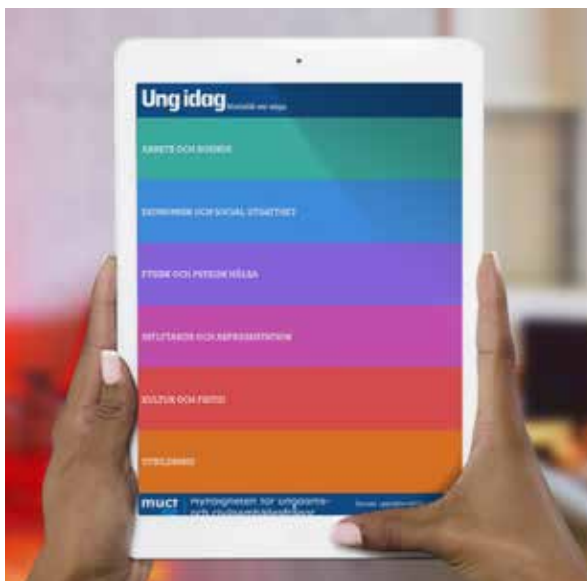 Ung idag
ARBETE OCH BOENDE
EKONOMISK OCH SOCIAL UTSATTHET
FYSISK OCH PSYKISK HÄLSA
INFLYTANDE OCH REPRESENTATION
KULTUR OCH FRITID
UTBILDNING
mucf myndigheten för ungdoms-
och civilsamhällesfrågor